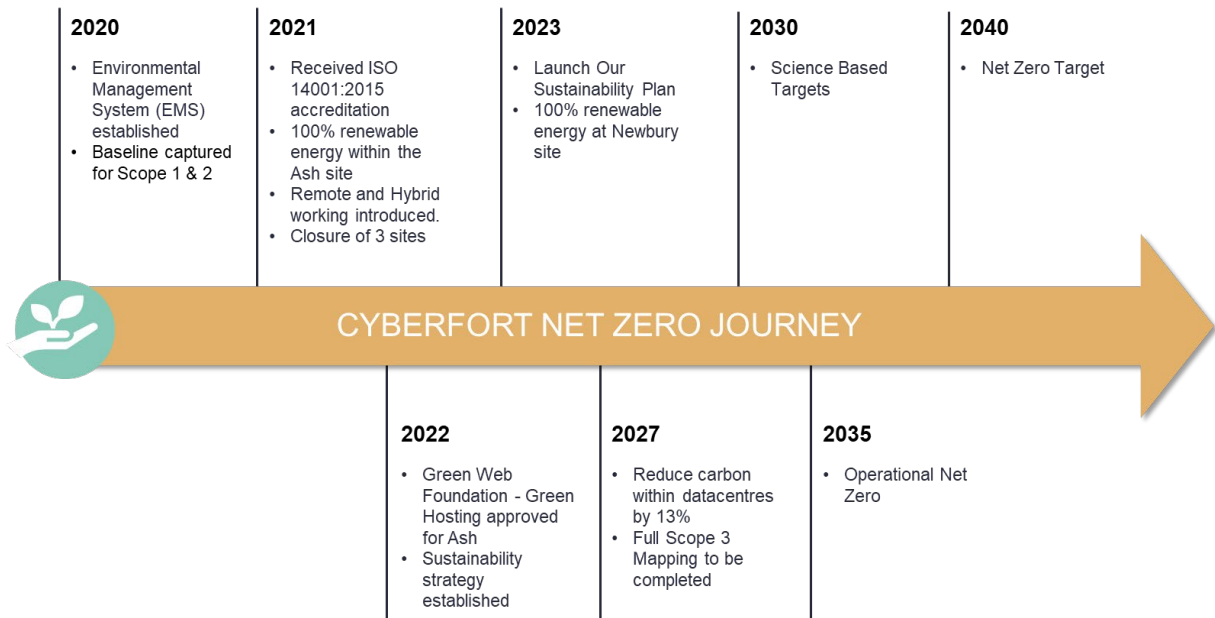 2020
• Environmental
Management
System (EMS)
established
• Baseline captured
for Scope 1 & 2
2021
• Received ISO
14001:2015
accreditation
• 100% renewable
energy within the
Ash site
• Remote and Hybrid
working introduced.
• Closure of 3 sites
2023
• Launch Our
Sustainability Plan
• 100% renewable
energy at Newbury
site
2030
• Science Based
Targets
2040
• Net Zero Target
CYBERFORT NET ZERO JOURNEY
2022
• Green Web
Foundation - Green
Hosting approved
for Ash
• Sustainability
strategy
established
2027
• Reduce carbon
within datacentres
by 13%
• Full Scope 3
Mapping to be
completed
2035
• Operational Net
Zero